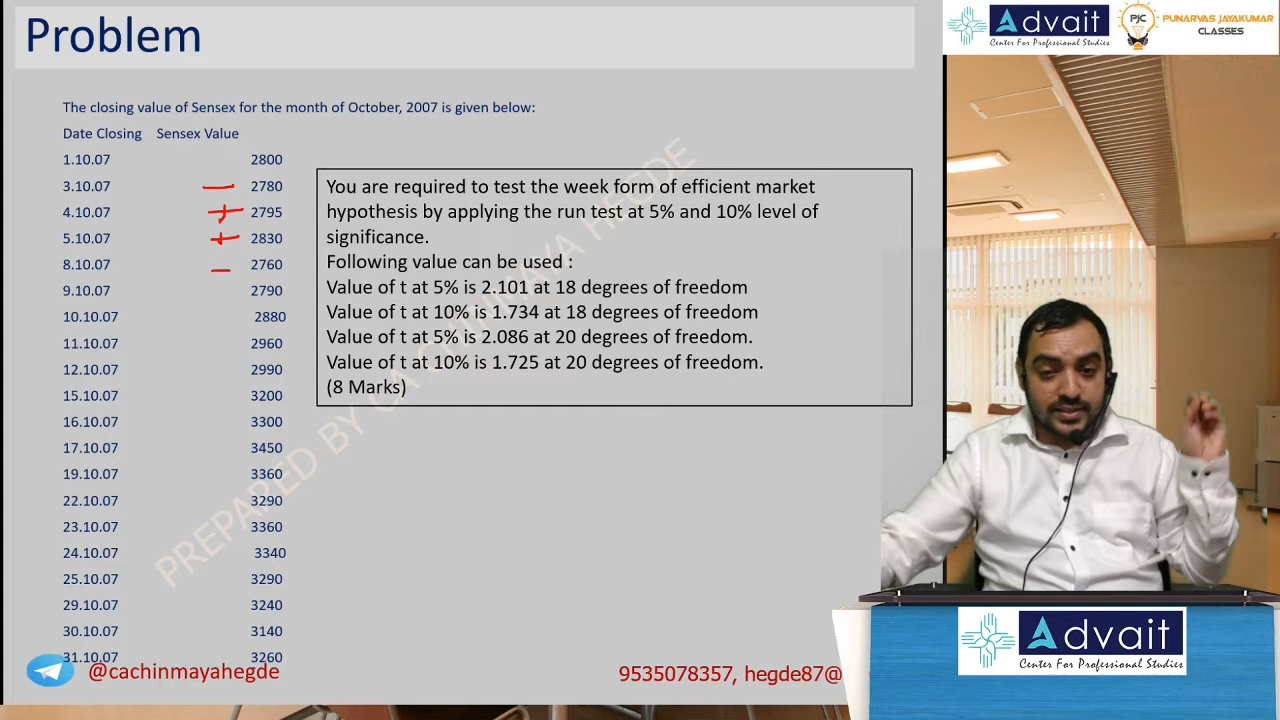 Problem
Advait
Center For Professional Studies
PJC
PUNARVAS JAYAKUMAR
CLASSES
The closing value of Sensex for the month of October, 2007 is given below:
Date Closing Sensex Value
1.10.07 2800
3.10.07 — 2780
4.10.07 + 2795
5.10.07 + 2830
8.10.07 — 2760
9.10.07 2790
10.10.07 2880
11.10.07 2960
12.10.07 2990
15.10.07 3200
16.10.07 3300
17.10.07 3450
19.10.07 3360
22.10.07 3290
23.10.07 3360
24.10.07 3340
25.10.07 3290
29.10.07 3240
30.10.07 3140
31.10.07 3260
You are required to test the week form of efficient market
hypothesis by applying the run test at 5% and 10% level of
significance.
Following value can be used :
Value of t at 5% is 2.101 at 18 degrees of freedom
Value of t at 10% is 1.734 at 18 degrees of freedom
Value of t at 5% is 2.086 at 20 degrees of freedom.
Value of t at 10% is 1.725 at 20 degrees of freedom.
(8 Marks)
PREPARED BY CA CHINMAYA HEGDE
@cachinmayahegde
9535078357, hegde87@
Advait
Center For Professional Studies